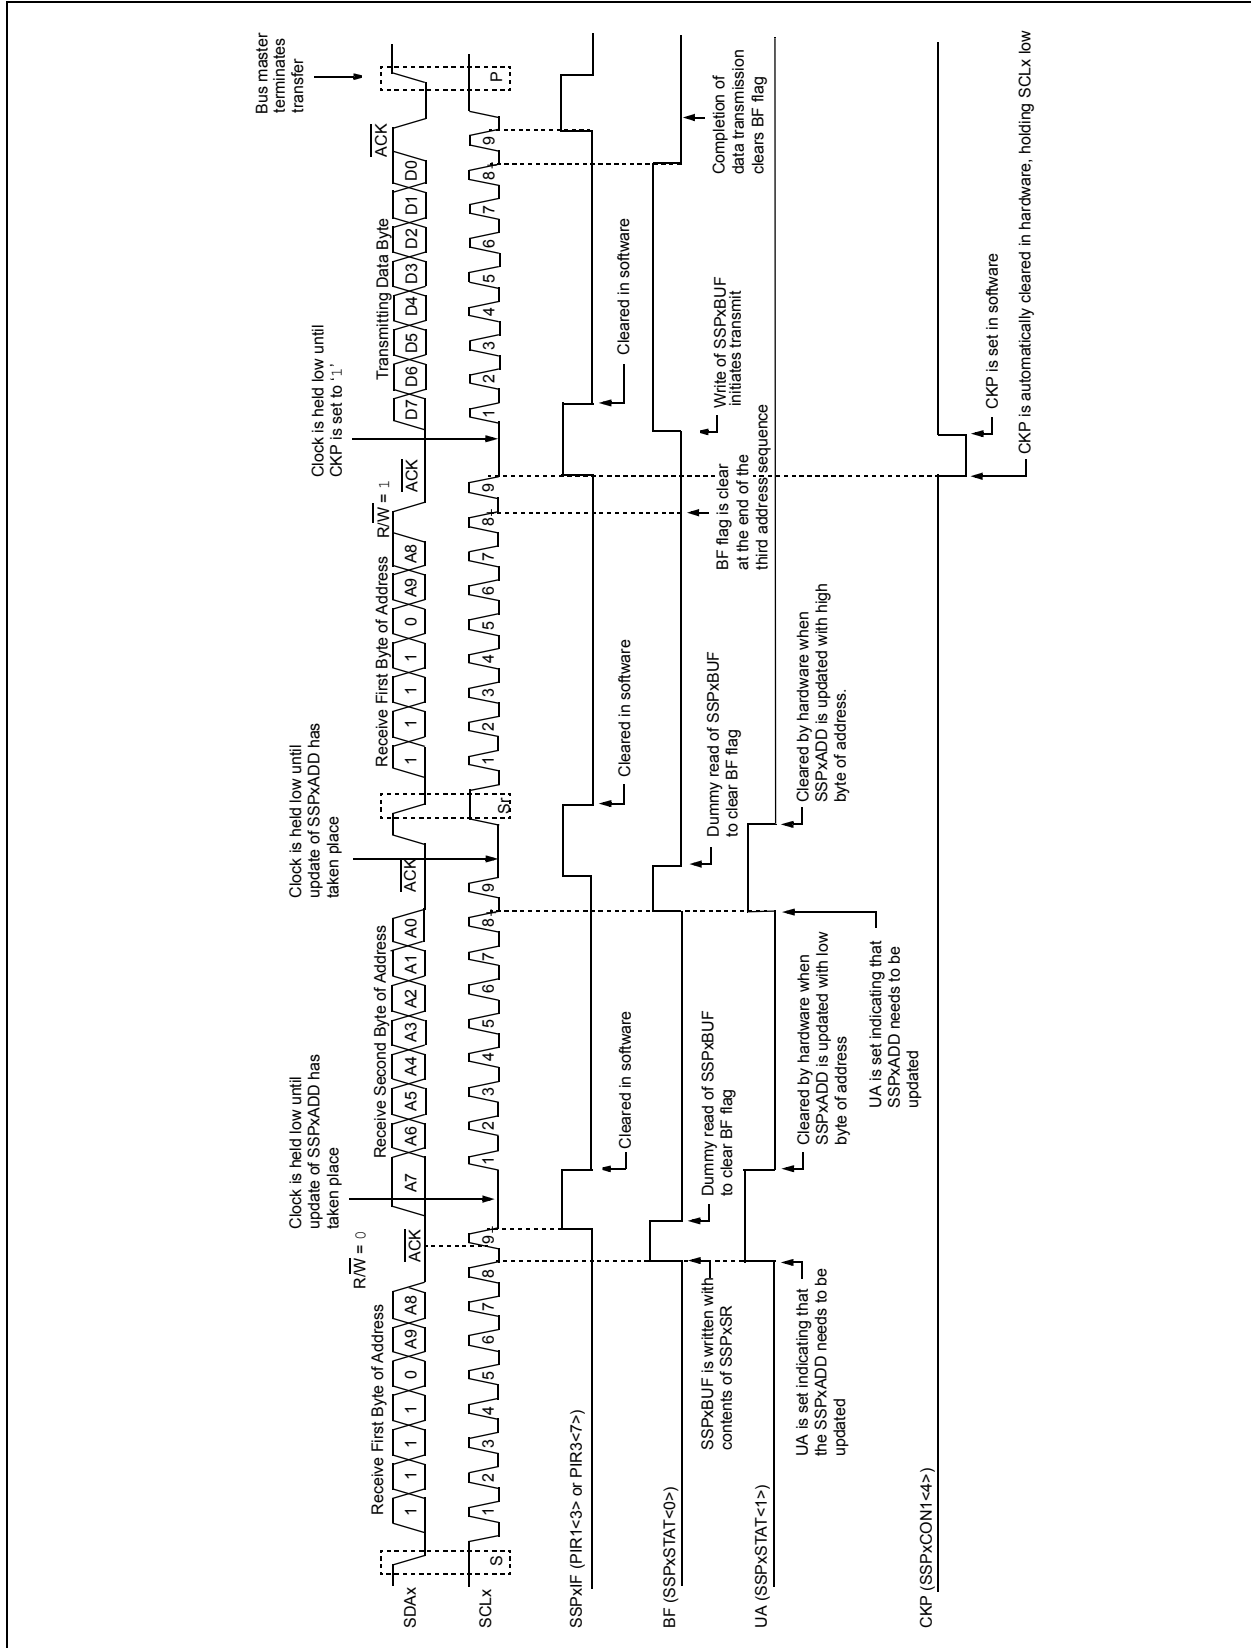 Bus master
terminates
transfer
Clock is held low until
CKP is set to ‘1’
Clock is held low until
update of SSPxADD has
taken place
Clock is held low until
update of SSPxADD has
taken place
R/W = 0
R/W = 1
Receive First Byte of Address
ACK
Receive Second Byte of Address
ACK
Receive First Byte of Address
ACK
Transmitting Data Byte
ACK
SDAx
1 1 1 1 0 A9 A8
A7 A6 A5 A4 A3 A2 A1 A0
1 1 1 1 0 A9 A8
D7 D6 D5 D4 D3 D2 D1 D0
SCLx
S
1 2 3 4 5 6 7 8 9
1 2 3 4 5 6 7 8 9
Sr
1 2 3 4 5 6 7 8 9
1 2 3 4 5 6 7 8 9
P
SSPxIF (PIR1<3> or PIR3<7>)
Cleared in software
Cleared in software
Cleared in software
BF (SSPxSTAT<0>)
SSPxBUF is written with
contents of SSPxSR
Dummy read of SSPxBUF
to clear BF flag
Dummy read of SSPxBUF
to clear BF flag
BF flag is clear
at the end of the
third address sequence
Write of SSPxBUF
initiates transmit
Completion of
data transmission
clears BF flag
UA (SSPxSTAT<1>)
UA is set indicating that
the SSPxADD needs to be
updated
Cleared by hardware when
SSPxADD is updated with low
byte of address
UA is set indicating that
SSPxADD needs to be
updated
Cleared by hardware when
SSPxADD is updated with high
byte of address.
CKP (SSPxCON1<4>)
CKP is set in software
CKP is automatically cleared in hardware, holding SCLx low